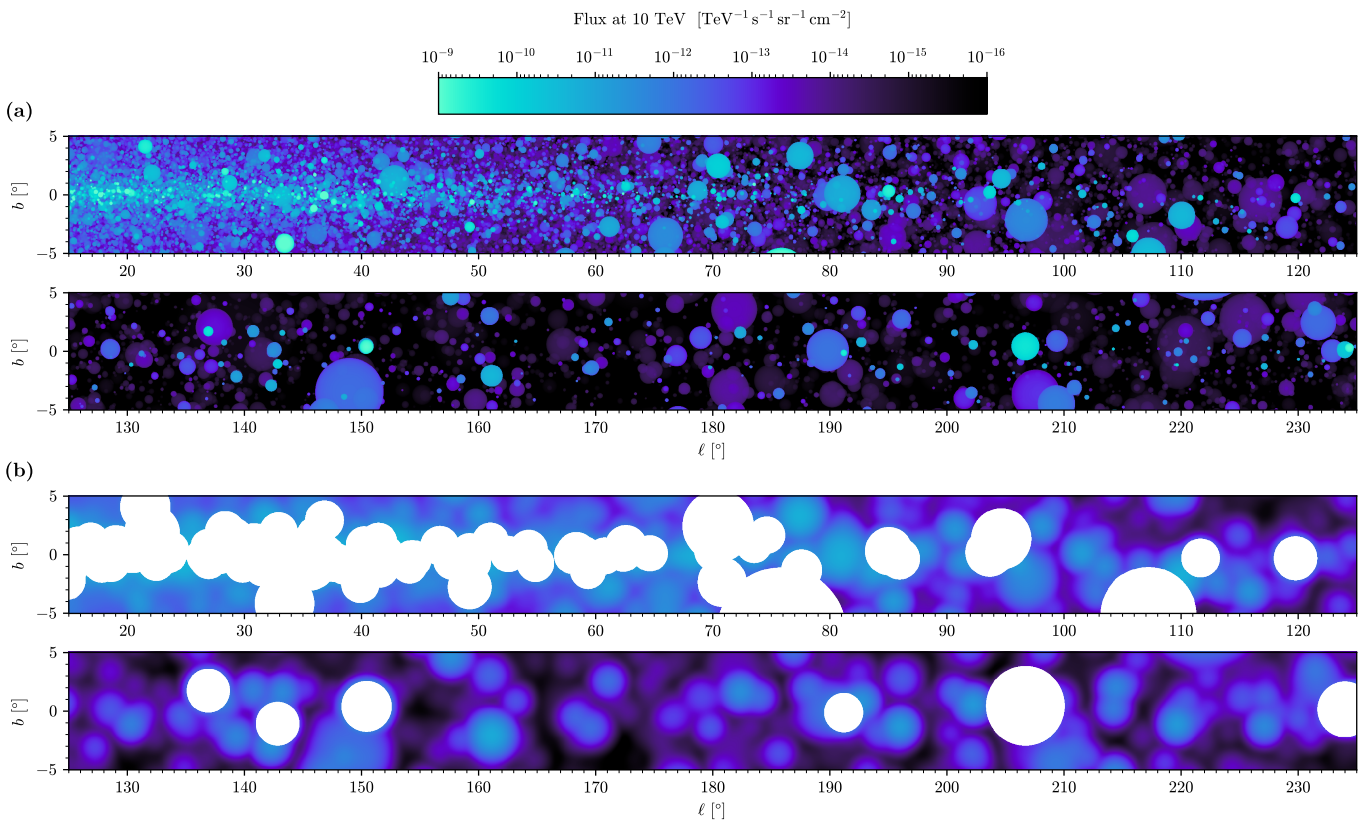 Flux at 10 TeV [TeV⁻¹ s⁻¹ sr⁻¹ cm⁻²]
10⁻⁹ 10⁻¹⁰ 10⁻¹¹ 10⁻¹² 10⁻¹³ 10⁻¹⁴ 10⁻¹⁵ 10⁻¹⁶
(a)
5
b [°]
0
−5
20 30 40 50 60 70 80 90 100 110 120
5
b [°]
0
−5
130 140 150 160 170 180 190 200 210 220 230
ℓ [°]
(b)
5
b [°]
0
−5
20 30 40 50 60 70 80 90 100 110 120
5
b [°]
0
−5
130 140 150 160 170 180 190 200 210 220 230
ℓ [°]